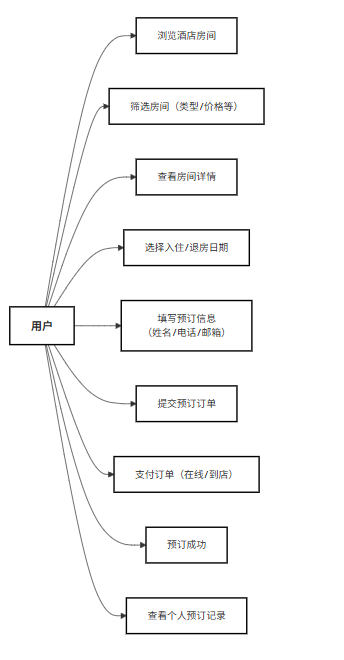 浏览酒店房间
筛选房间（类型/价格等）
查看房间详情
选择入住/退房日期
用户
填写预订信息
（姓名/电话/邮箱）
提交预订订单
支付订单（在线/到店）
预订成功
查看个人预订记录